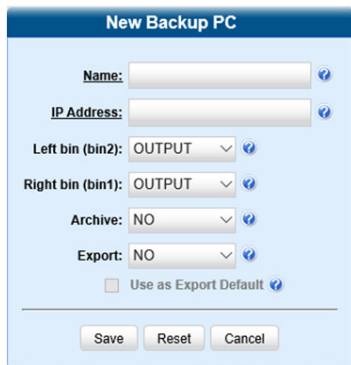 New Backup PC
Name:
IP Address:
Left bin (bin2): OUTPUT
Right bin (bin1): OUTPUT
Archive: NO
Export: NO
Use as Export Default
Save Reset Cancel